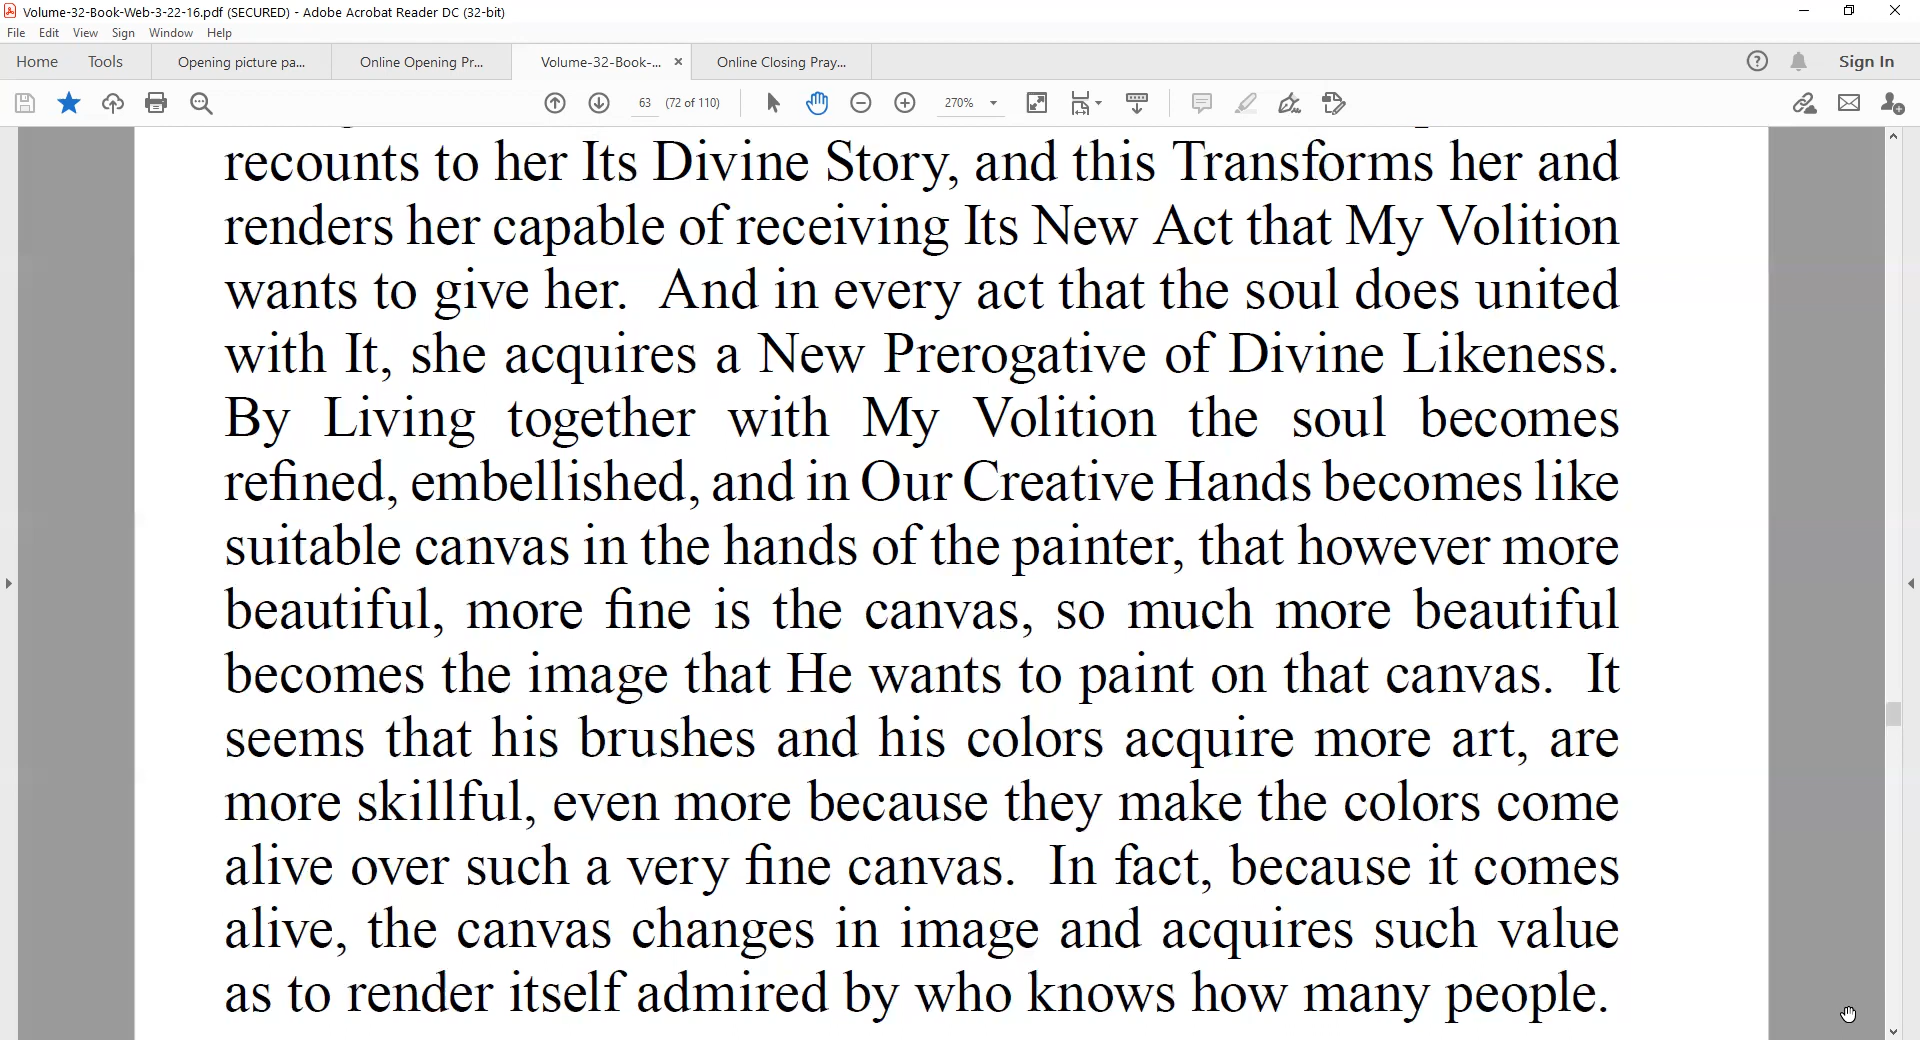 Volume-32-Book-Web-3-22-16.pdf (SECURED) - Adobe Acrobat Reader DC (32-bit)
File Edit View Sign Window Help
Home Tools Opening picture pa... Online Opening Pr... Volume-32-Book-... × Online Closing Pray... Sign In
63 (72 of 110) 270%
recounts to her Its Divine Story, and this Transforms her and
renders her capable of receiving Its New Act that My Volition
wants to give her. And in every act that the soul does united
with It, she acquires a New Prerogative of Divine Likeness.
By Living together with My Volition the soul becomes
refined, embellished, and in Our Creative Hands becomes like
suitable canvas in the hands of the painter, that however more
beautiful, more fine is the canvas, so much more beautiful
becomes the image that He wants to paint on that canvas. It
seems that his brushes and his colors acquire more art, are
more skillful, even more because they make the colors come
alive over such a very fine canvas. In fact, because it comes
alive, the canvas changes in image and acquires such value
as to render itself admired by who knows how many people.